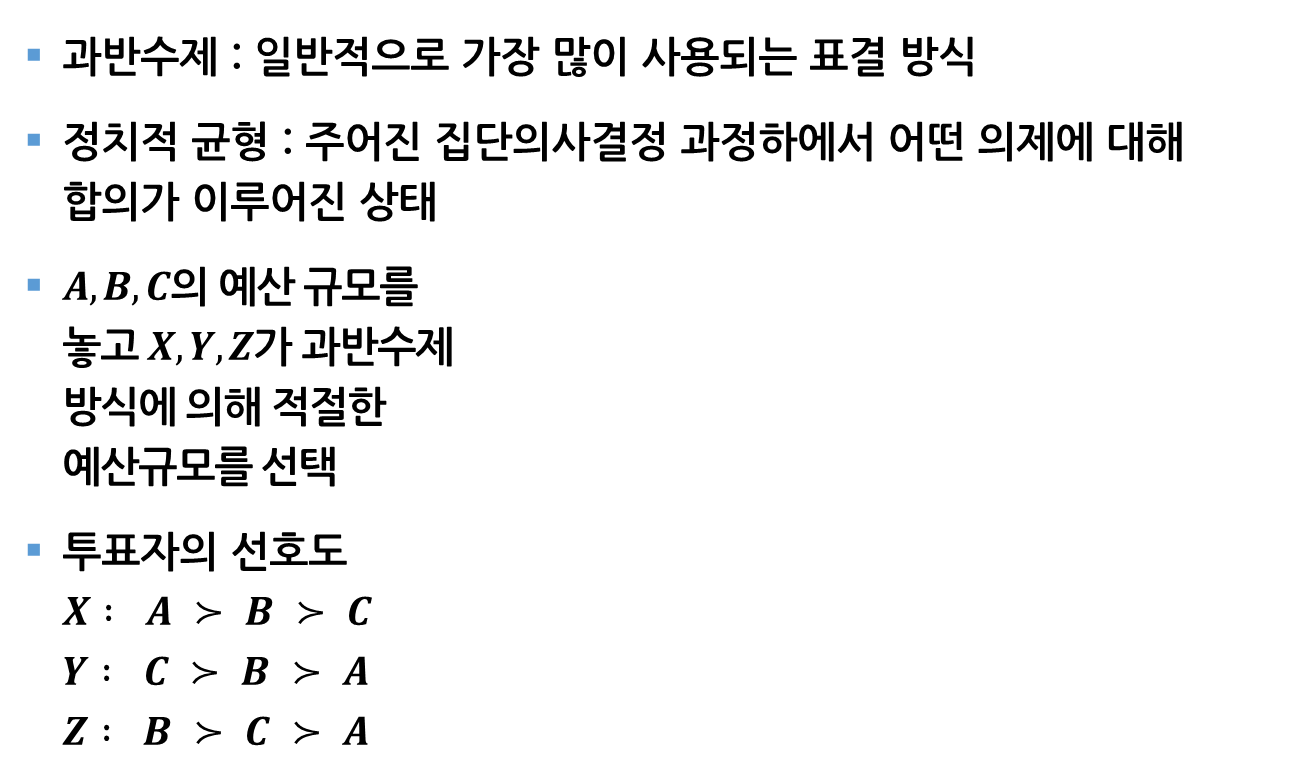 ▪ 과반수제 : 일반적으로 가장 많이 사용되는 표결 방식
▪ 정치적 균형 : 주어진 집단의사결정 과정하에서 어떤 의제에 대해
합의가 이루어진 상태
▪ A, B, C의 예산 규모를
놓고 X, Y, Z가 과반수제
방식에 의해 적절한
예산규모를 선택
▪ 투표자의 선호도
X : A ≻ B ≻ C
Y : C ≻ B ≻ A
Z : B ≻ C ≻ A